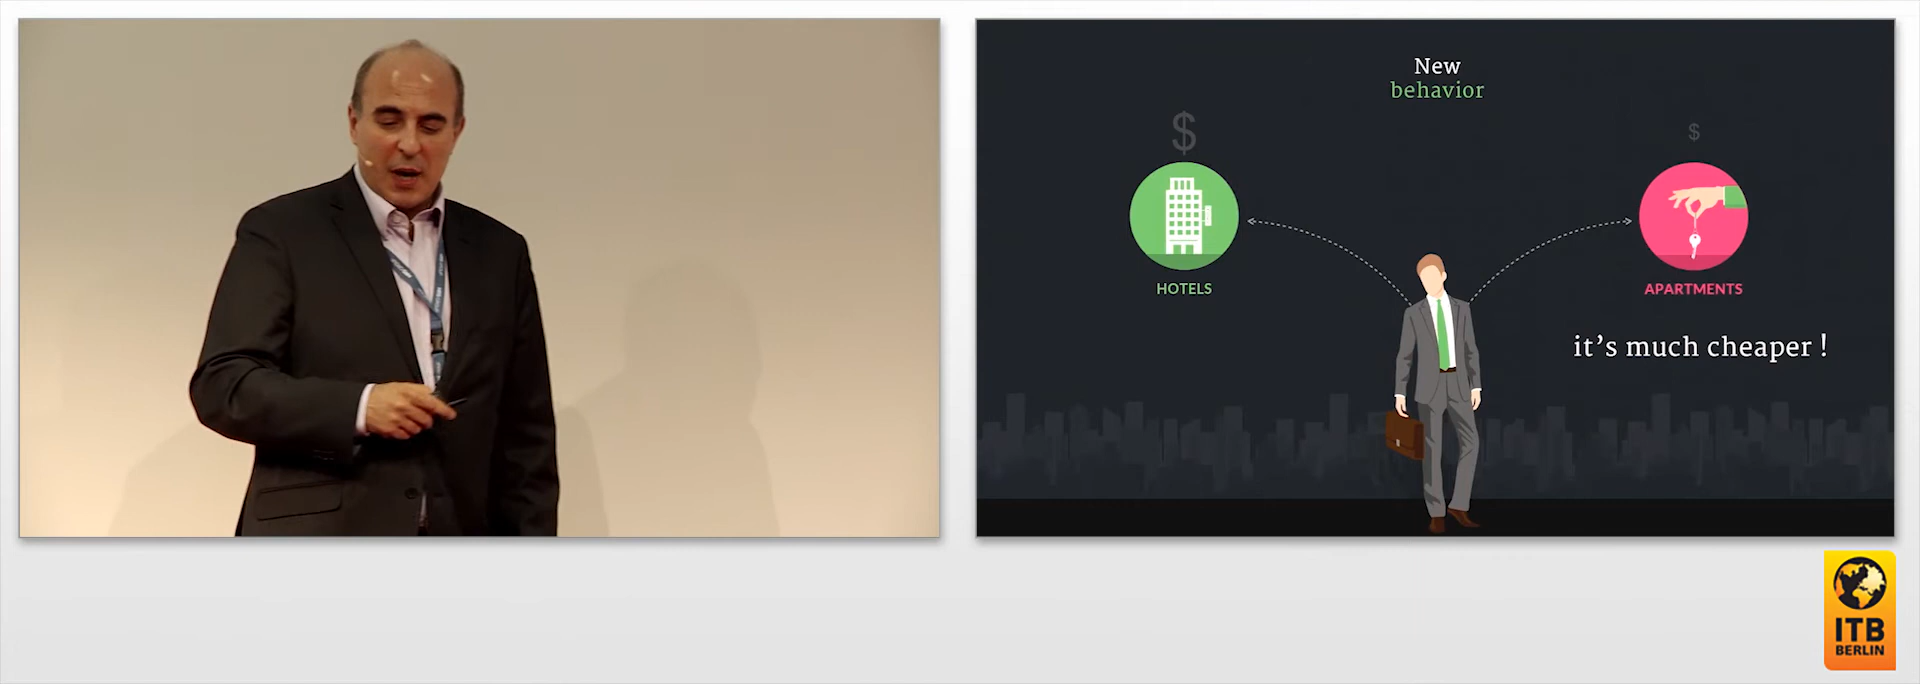 New
behavior
$
$
HOTELS
APARTMENTS
it's much cheaper !
ITB
BERLIN